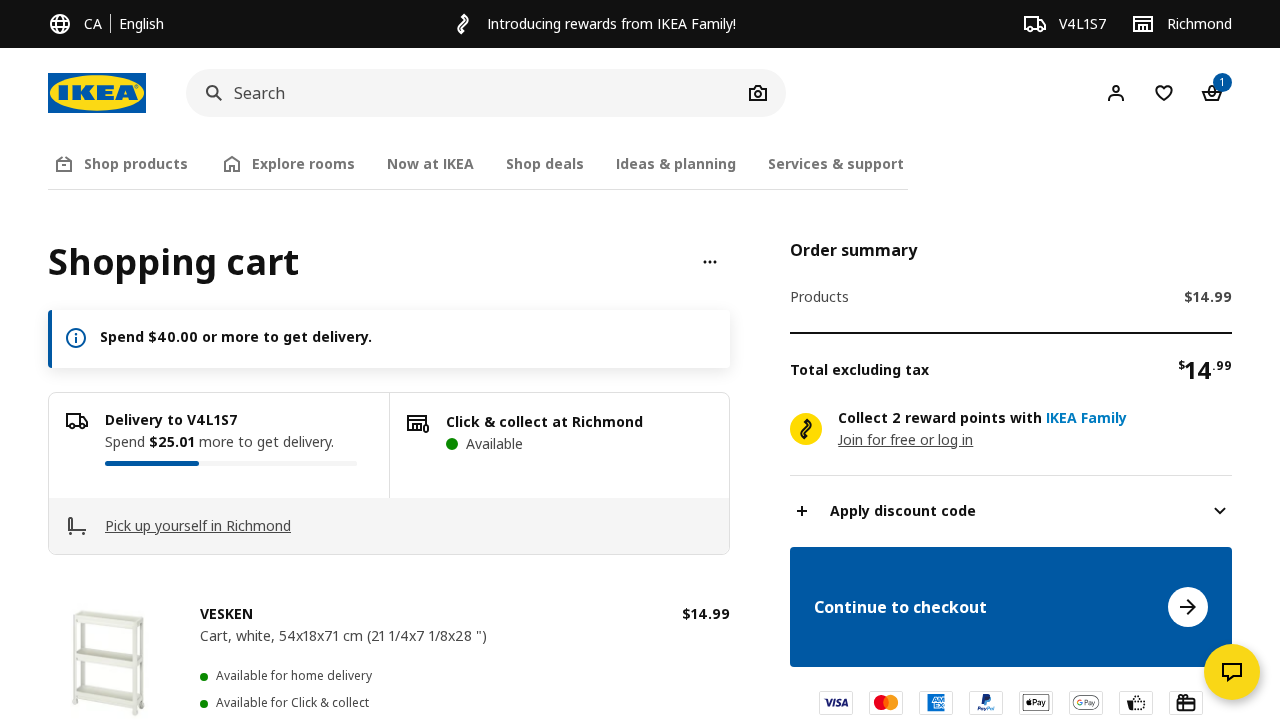 CA
English
Introducing rewards from IKEA Family!
V4L1S7
Richmond
IKEA
Search
1
Shop products
Explore rooms
Now at IKEA
Shop deals
Ideas & planning
Services & support
Shopping cart
Spend $40.00 or more to get delivery.
Delivery to V4L1S7
Spend $25.01 more to get delivery.
Click & collect at Richmond
Available
Pick up yourself in Richmond
VESKEN
$14.99
Cart, white, 54x18x71 cm (21 1/4x7 1/8x28 ")
Available for home delivery
Available for Click & collect
Order summary
Products
$14.99
Total excluding tax
$14.99
Collect 2 reward points with IKEA Family
Join for free or log in
Apply discount code
Continue to checkout
VISA
AMEX
PayPal
Apple Pay
G Pay